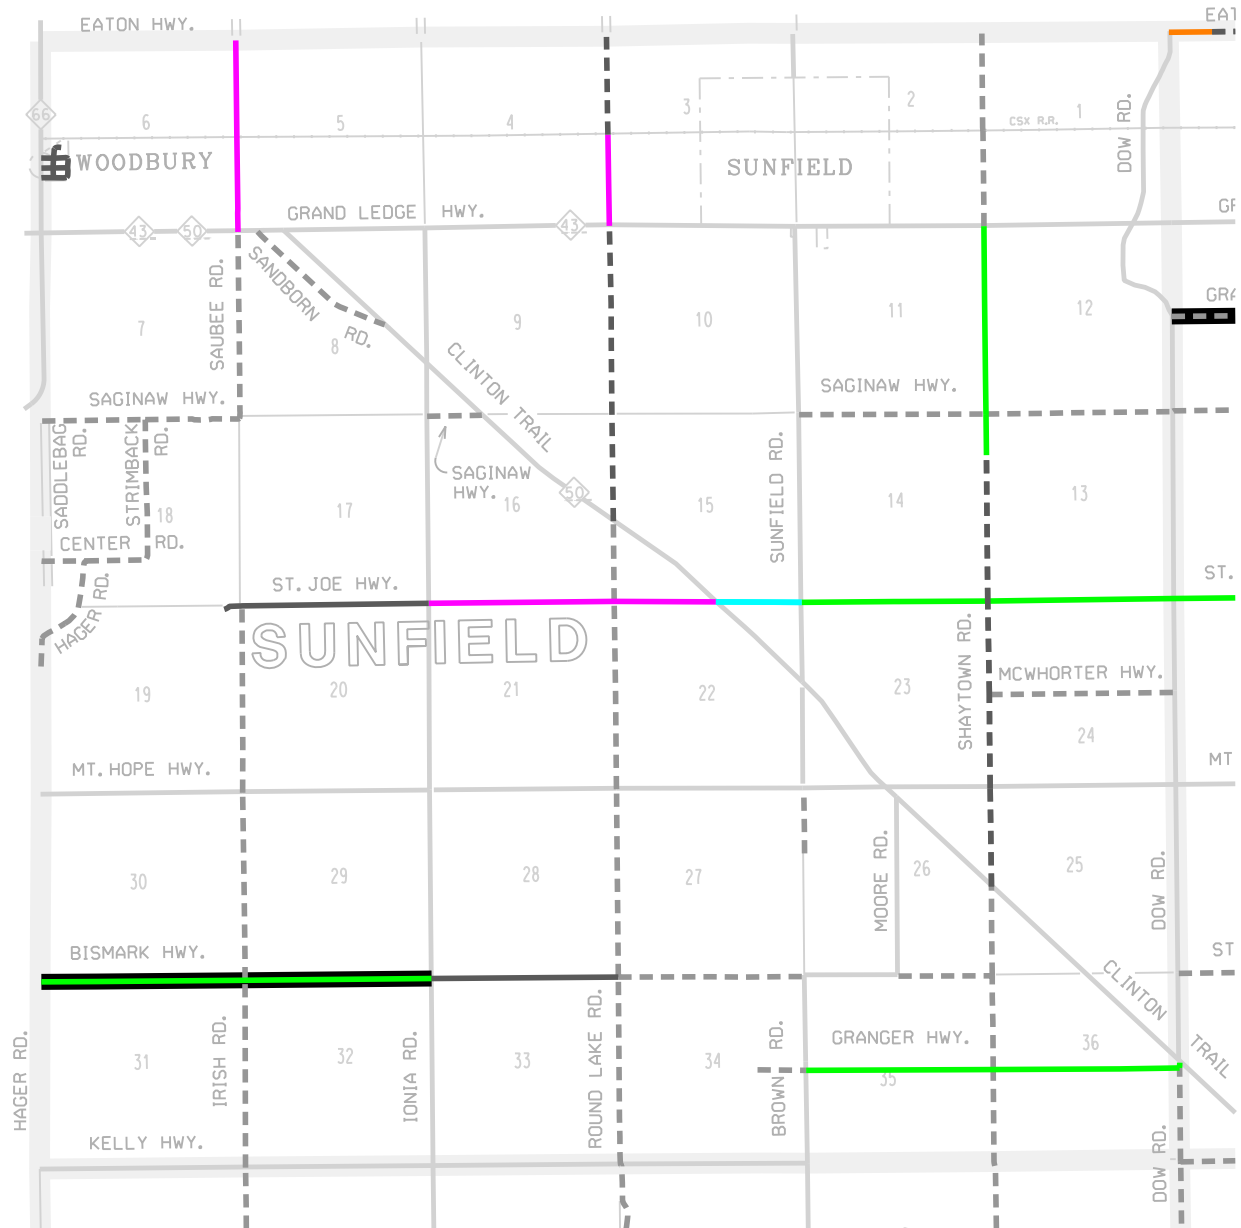 EATON HWY.
EAT
66
6
5
4
3
2
1
CSX R.R.
DOW RD.
WOODBURY
SUNFIELD
GRAND LEDGE HWY.
43
50
43
GR
SANDBORN RD.
SAUBEE RD.
7
8
9
10
11
12
GRA
CLINTON TRAIL
SAGINAW HWY.
SAGINAW HWY.
SADDLEBAG RD.
STRIMBACK RD.
SAGINAW
HWY.
50
SUNFIELD RD.
18
17
16
15
14
13
CENTER RD.
HAGER RD.
ST. JOE HWY.
ST.
SUNFIELD
SHAYTOWN RD.
MCWHORTER HWY.
19
20
21
22
23
24
MT. HOPE HWY.
MT
MOORE RD.
DOW RD.
30
29
28
27
26
25
BISMARK HWY.
ST
CLINTON TRAIL
HAGER RD.
IRISH RD.
IONIA RD.
ROUND LAKE RD.
BROWN RD.
GRANGER HWY.
31
32
33
34
35
36
KELLY HWY.
DOW RD.